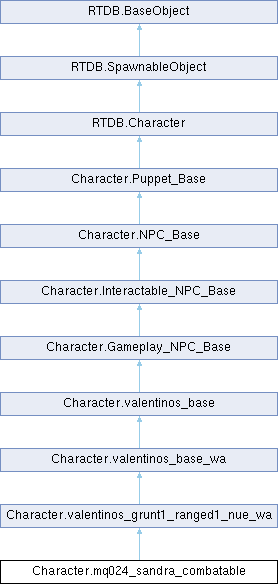 RTDB.BaseObject
RTDB.SpawnableObject
RTDB.Character
Character.Puppet_Base
Character.NPC_Base
Character.Interactable_NPC_Base
Character.Gameplay_NPC_Base
Character.valentinos_base
Character.valentinos_base_wa
Character.valentinos_grunt1_ranged1_nue_wa
Character.mq024_sandra_combatable